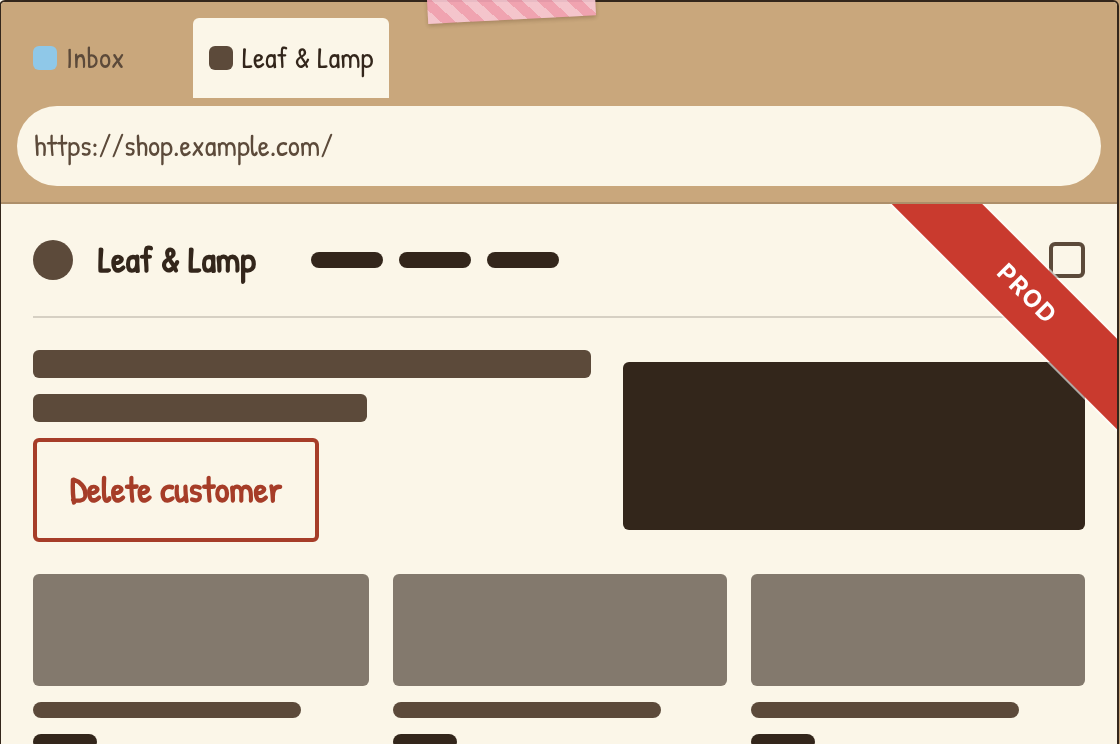 Inbox
Leaf & Lamp
https://shop.example.com/
Leaf & Lamp
PROD
Delete customer